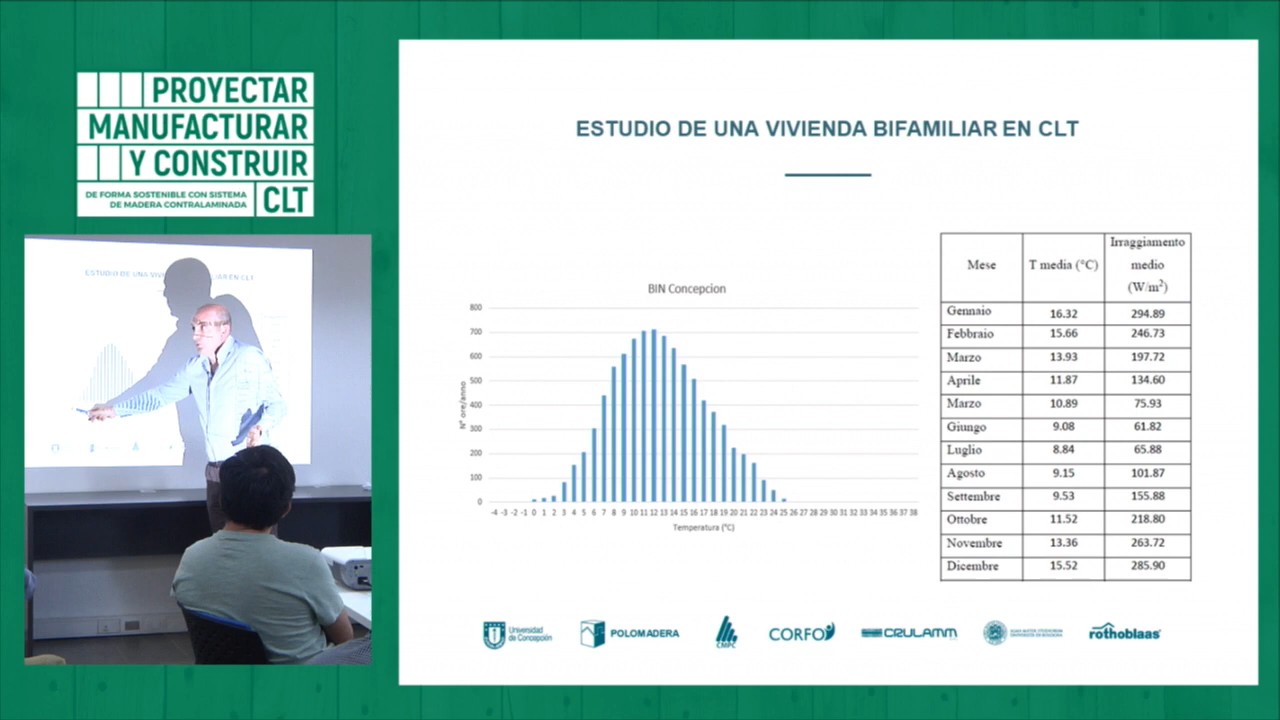 PROYECTAR
MANUFACTURAR
Y CONSTRUIR
DE FORMA SOSTENIBLE CON SISTEMA
DE MADERA CONTRALAMINADA
CLT
ESTUDIO DE UNA VIVIENDA BIFAMILIAR EN CLT
BIN Concepcion
800
700
600
500
400
300
200
100
0
N° ore/anno
-4 -3 -2 -1 0 1 2 3 4 5 6 7 8 9 10 11 12 13 14 15 16 17 18 19 20 21 22 23 24 25 26 27 28 29 30 31 32 33 34 35 36 37 38
Temperatura (°C)
Mese T media (°C) Irraggiamento medio (W/m²)
Gennaio 16.32 294.89
Febbraio 15.66 246.73
Marzo 13.93 197.72
Aprile 11.87 134.60
Marzo 10.89 75.93
Giungo 9.08 61.82
Luglio 8.84 65.88
Agosto 9.15 101.87
Settembre 9.53 155.88
Ottobre 11.52 218.80
Novembre 13.36 263.72
Dicembre 15.52 285.90
Universidad
de Concepción
POLOMADERA
CMPC
CORFO
CRULAMM
rothoblaas